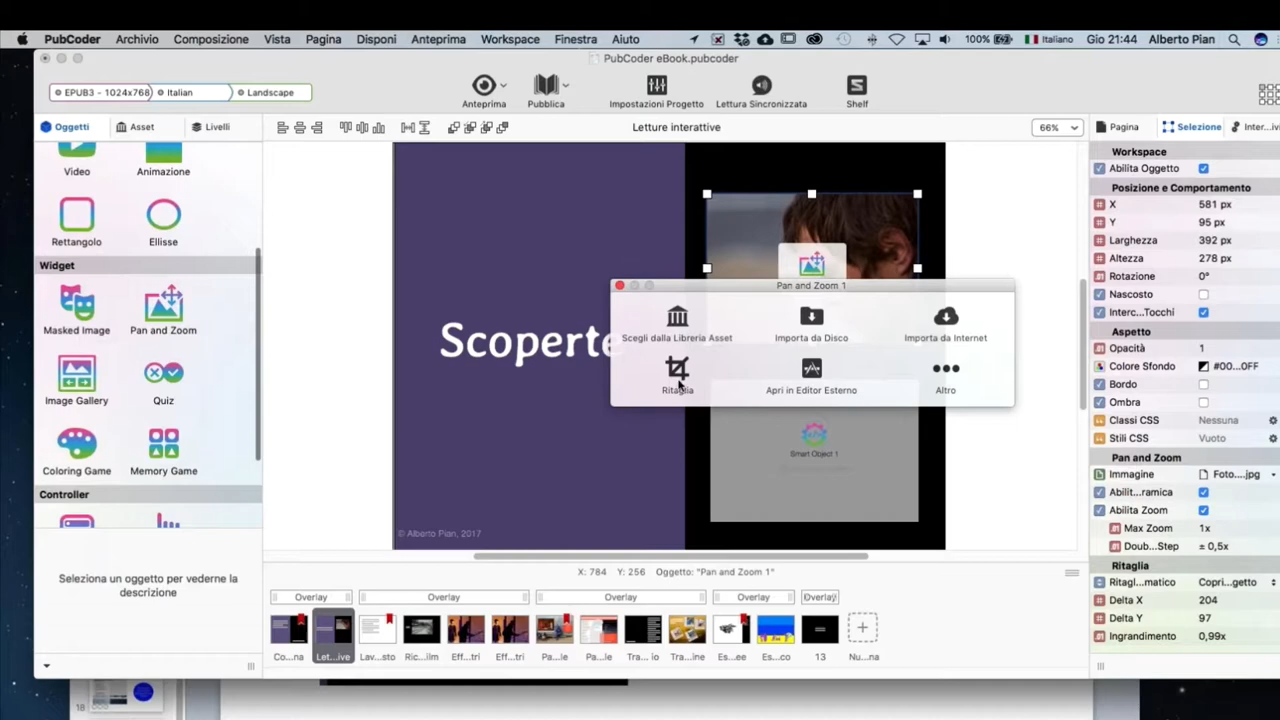 PubCoder Archivio Composizione Vista Pagina Disponi Anteprima Workspace Finestra Aiuto 100% Italiano Gio 21:44 Alberto Pian
PubCoder eBook.pubcoder
EPUB3 - 1024x768 Italian Landscape
Anteprima Pubblica Impostazioni Progetto Lettura Sincronizzata Shelf
Oggetti Asset Livelli
Letture interattive
66%
Pagina Selezione Inter...ivi
Video Animazione
Rettangolo Ellisse
Widget
Masked Image Pan and Zoom
Image Gallery Quiz
Coloring Game Memory Game
Controller
Seleziona un oggetto per vederne la
descrizione
Scoperte
© Alberto Pian, 2017
Pan and Zoom 1
Scegli dalla Libreria Asset Importa da Disco Importa da Internet
Ritaglia Apri in Editor Esterno Altro
Smart Object 1
X: 784 Y: 256 Oggetto: "Pan and Zoom 1"
Overlay Overlay Overlay Overlay Overlay
Co...na Let...ive Lav...sto Ric...ilm Eff...tri Eff...tri Pa...le Pa...le Tra... io Tra...ine Es...ee Es...co 13 Nu...na
Workspace
Abilita Oggetto
Posizione e Comportamento
X 581 px
Y 95 px
Larghezza 392 px
Altezza 278 px
Rotazione 0°
Nascosto
Interc...Tocchi
Aspetto
Opacità 1
Colore Sfondo #00...0FF
Bordo
Ombra
Classi CSS Nessuna
Stili CSS Vuoto
Pan and Zoom
Immagine Foto....jpg
Abilit...ramica
Abilita Zoom
Max Zoom 1x
Doub...Step ± 0,5x
Ritaglia
Ritagl...matico Copri...getto
Delta X 204
Delta Y 97
Ingrandimento 0,99x
18